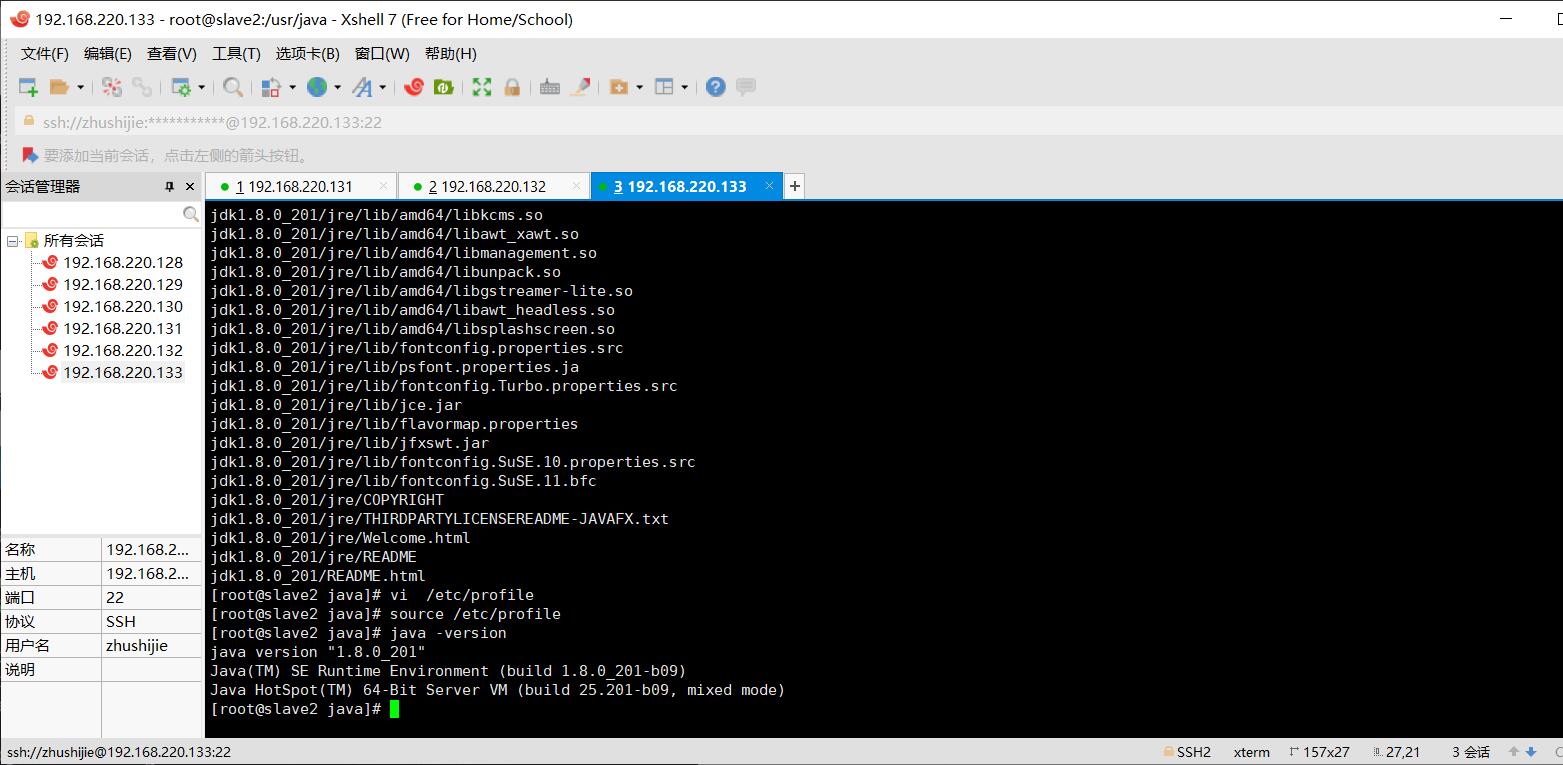 192.168.220.133 - root@slave2:/usr/java - Xshell 7 (Free for Home/School)
文件(F) 编辑(E) 查看(V) 工具(T) 选项卡(B) 窗口(W) 帮助(H)
ssh://zhushijie:***********@192.168.220.133:22
要添加当前会话，点击左侧的箭头按钮。
会话管理器
1 192.168.220.131 2 192.168.220.132 3 192.168.220.133
所有会话
192.168.220.128
192.168.220.129
192.168.220.130
192.168.220.131
192.168.220.132
192.168.220.133
名称 192.168.2...
主机 192.168.2...
端口 22
协议 SSH
用户名 zhushijie
说明
jdk1.8.0_201/jre/lib/amd64/libkcms.so
jdk1.8.0_201/jre/lib/amd64/libawt_xawt.so
jdk1.8.0_201/jre/lib/amd64/libmanagement.so
jdk1.8.0_201/jre/lib/amd64/libunpack.so
jdk1.8.0_201/jre/lib/amd64/libgstreamer-lite.so
jdk1.8.0_201/jre/lib/amd64/libawt_headless.so
jdk1.8.0_201/jre/lib/amd64/libsplashscreen.so
jdk1.8.0_201/jre/lib/fontconfig.properties.src
jdk1.8.0_201/jre/lib/psfont.properties.ja
jdk1.8.0_201/jre/lib/fontconfig.Turbo.properties.src
jdk1.8.0_201/jre/lib/jce.jar
jdk1.8.0_201/jre/lib/flavormap.properties
jdk1.8.0_201/jre/lib/jfxswt.jar
jdk1.8.0_201/jre/lib/fontconfig.SuSE.10.properties.src
jdk1.8.0_201/jre/lib/fontconfig.SuSE.11.bfc
jdk1.8.0_201/jre/COPYRIGHT
jdk1.8.0_201/jre/THIRDPARTYLICENSEREADME-JAVAFX.txt
jdk1.8.0_201/jre/Welcome.html
jdk1.8.0_201/jre/README
jdk1.8.0_201/README.html
[root@slave2 java]# vi  /etc/profile
[root@slave2 java]# source /etc/profile
[root@slave2 java]# java -version
java version "1.8.0_201"
Java(TM) SE Runtime Environment (build 1.8.0_201-b09)
Java HotSpot(TM) 64-Bit Server VM (build 25.201-b09, mixed mode)
[root@slave2 java]#
ssh://zhushijie@192.168.220.133:22 SSH2 xterm 157x27 27,21 3 会话